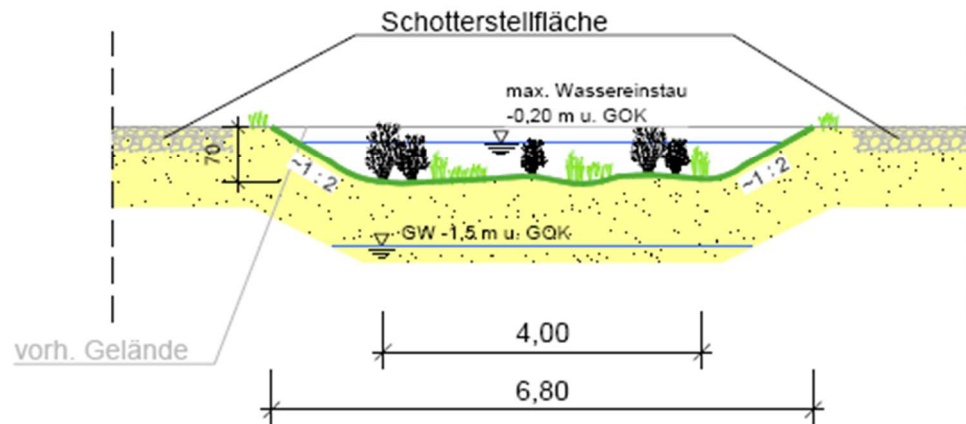 Schotterstellfläche
max. Wassereinstau
-0,20 m u. GOK
70
~1 : 2
~1 : 2
GW -1,5 m u. GOK
4,00
vorh. Gelände
6,80